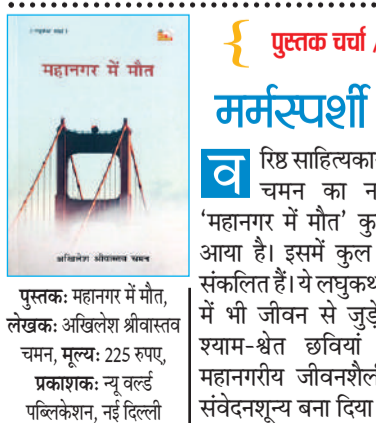 ( लघुकथा संग्रह )
महानगर में मौत
अखिलेश श्रीवास्तव चमन
पुस्तकः महानगर में मौत,
लेखकः अखिलेश श्रीवास्तव
चमन, मूल्यः 225 रुपए,
प्रकाशकः न्यू वर्ल्ड
पब्लिकेशन, नई दिल्ली
{ पुस्तक चर्चा /
मर्मस्पर्शी
वरिष्ठ साहित्यकार
चमन का न
‘महानगर में मौत’ कु
आया है। इसमें कुल
संकलित हैं। ये लघुकथ
में भी जीवन से जुड़े
श्याम-श्वेत छवियां
महानगरीय जीवनशैली
संवेदनशून्य बना दिया